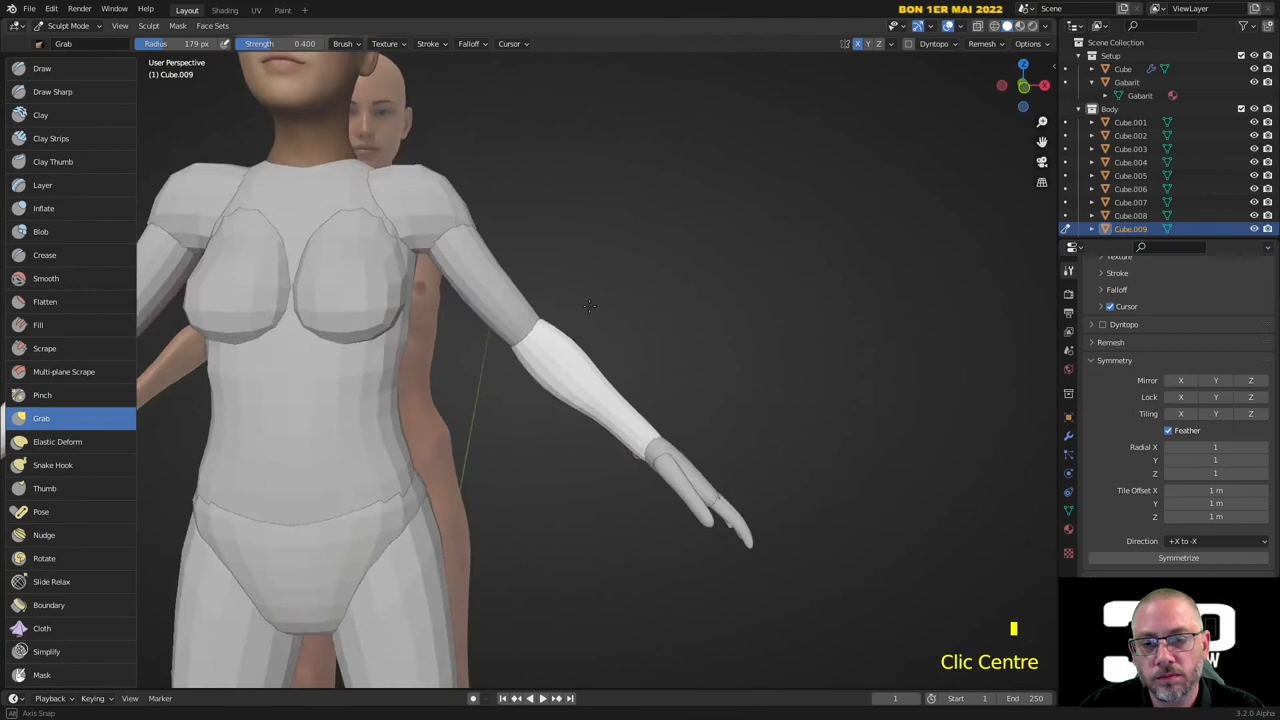 File Edit Render Window Help Layout Shading UV Paint BON 1ER MAI 2022 Scene ViewLayer
Sculpt Mode View Sculpt Mask Face Sets
Grab Radius 179 px Strength 0.400 Brush Texture Stroke Falloff Cursor X Y Z Dyntopo Remesh Options
User Perspective
(1) Cube.009
Draw
Draw Sharp
Clay
Clay Strips
Clay Thumb
Layer
Inflate
Blob
Crease
Smooth
Flatten
Fill
Scrape
Multi-plane Scrape
Pinch
Grab
Elastic Deform
Snake Hook
Thumb
Pose
Nudge
Rotate
Slide Relax
Boundary
Cloth
Simplify
Mask
Z
X
Scene Collection
Setup
Cube
Gabarit
Gabarit
Body
Cube.001
Cube.002
Cube.003
Cube.004
Cube.005
Cube.006
Cube.007
Cube.008
Cube.009
Texture
Stroke
Falloff
Cursor
Dyntopo
Remesh
Symmetry
Mirror X Y Z
Lock X Y Z
Tiling X Y Z
Feather
Radial X 1
Y 1
Z 1
Tile Offset X 1 m
Y 1 m
Z 1 m
Direction +X to -X
Symmetrize
Clic Centre
Playback Keying View Marker 1 Start 1 End 250
3.2.0 Alpha
Axis Snap